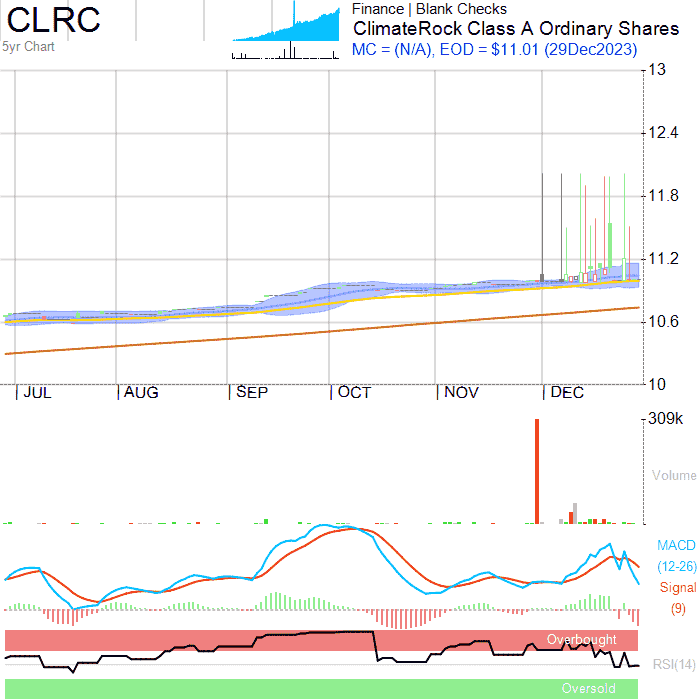 CLRC
5yr Chart
Finance | Blank Checks
ClimateRock Class A Ordinary Shares
MC = (N/A), EOD = $11.01 (29Dec2023)
13
12.4
11.8
11.2
10.6
10
JUL
AUG
SEP
OCT
NOV
DEC
309k
Volume
MACD
(12-26)
Signal
(9)
Overbought
RSI(14)
Oversold